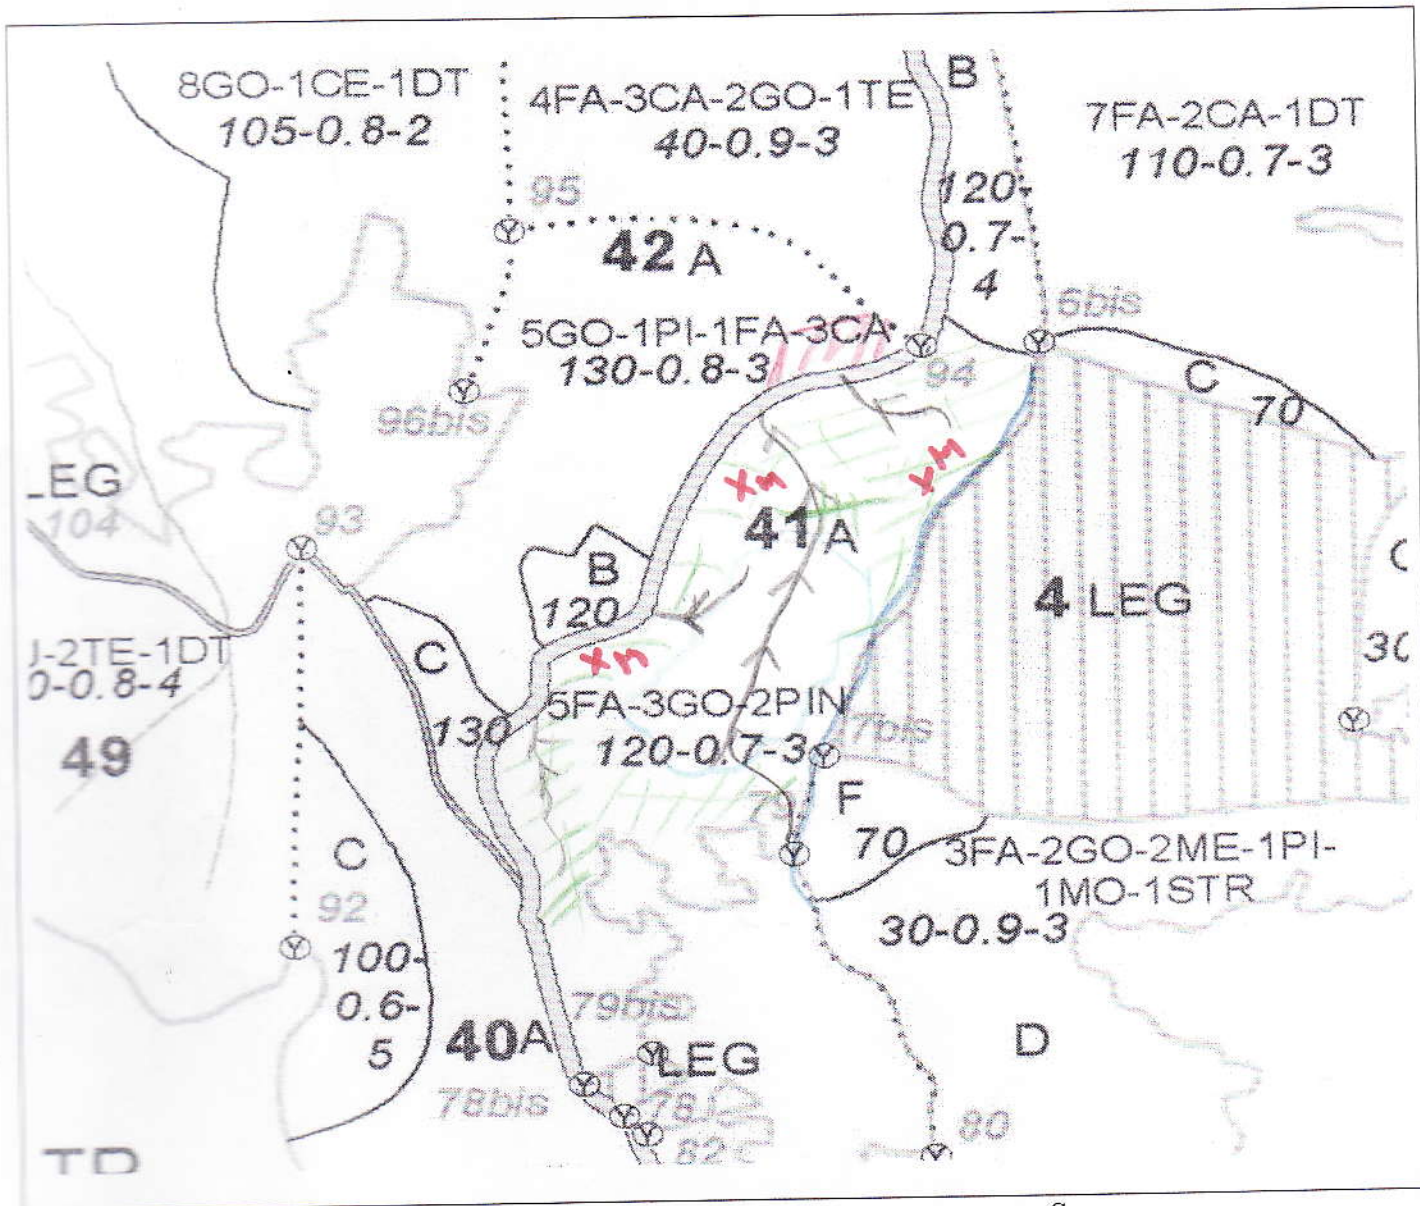 8GO-1CE-1DT
105-0.8-2
4FA-3CA-2GO-1TE
40-0.9-3
B
120-
0.7-
4
7FA-2CA-1DT
110-0.7-3
95
42 A
6bis
5GO-1PI-1FA-3CA
130-0.8-3
94
C
70
96bis
LEG
104
93
X M
X M
41 A
B
120
4 LEG
C
30
-2TE-1DT
0-0.8-4
C
130
X M
5FA-3GO-2PIN
120-0.7-3
7bis
49
79
F
70
3FA-2GO-2ME-1PI-
1MO-1STR
30-0.9-3
C
92
100-
0.6-
5
40A
79bis
LEG
D
78bis
78
82
80